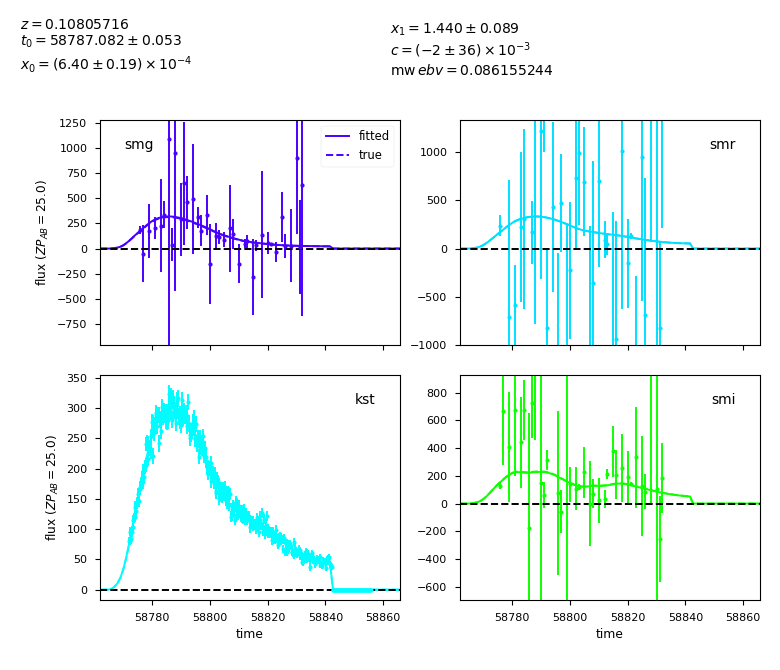 z = 0.10805716
t₀ = 58787.082 ± 0.053
x₀ = (6.40 ± 0.19) × 10⁻⁴
x₁ = 1.440 ± 0.089
c = (−2 ± 36) × 10⁻³
mw ebv = 0.086155244
smg
fitted
true
1250
1000
750
500
250
0
−250
−500
−750
flux (ZP_AB = 25.0)
smr
1000
500
0
−500
−1000
kst
350
300
250
200
150
100
50
0
flux (ZP_AB = 25.0)
58780
58800
58820
58840
58860
time
smi
800
600
400
200
0
−200
−400
−600
58780
58800
58820
58840
58860
time